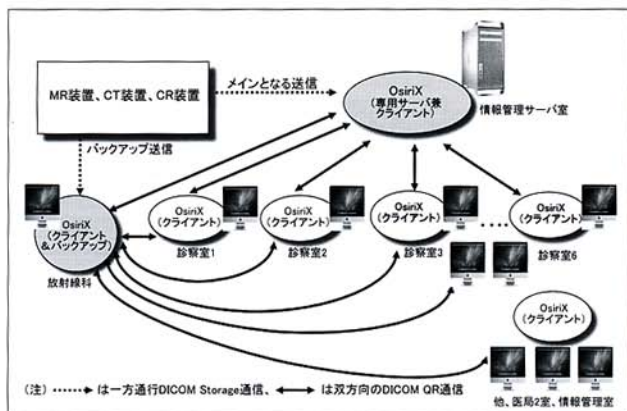 MR装置、CT装置、CR装置
メインとなる送信
OsiriX
(専用サーバ兼
クライアント)
情報管理サーバ室
バックアップ送信
OsiriX
(クライアント
&バックアップ)
放射線科
OsiriX
(クライアント)
診察室1
OsiriX
(クライアント)
診察室2
OsiriX
(クライアント)
診察室3
OsiriX
(クライアント)
診察室6
OsiriX
(クライアント)
他、医局2室、情報管理室
(注) は一方通行DICOM Storage通信、 は双方向のDICOM QR通信